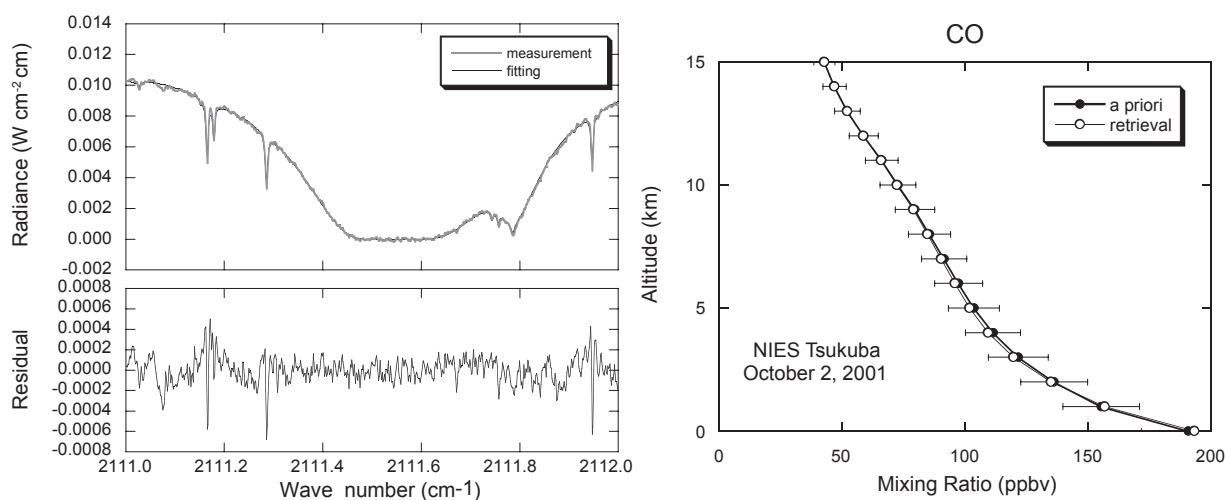 0.014
0.012
0.010
0.008
0.006
0.004
0.002
0.000
-0.002
Radiance (W cm-2 cm)
measurement
fitting
0.0008
0.0006
0.0004
0.0002
0.0000
-0.0002
-0.0004
-0.0006
-0.0008
Residual
2111.0 2111.2 2111.4 2111.6 2111.8 2112.0
Wave number (cm-1)
CO
15
10
5
0
Altitude (km)
a priori
retrieval
NIES Tsukuba
October 2, 2001
0 50 100 150 200
Mixing Ratio (ppbv)